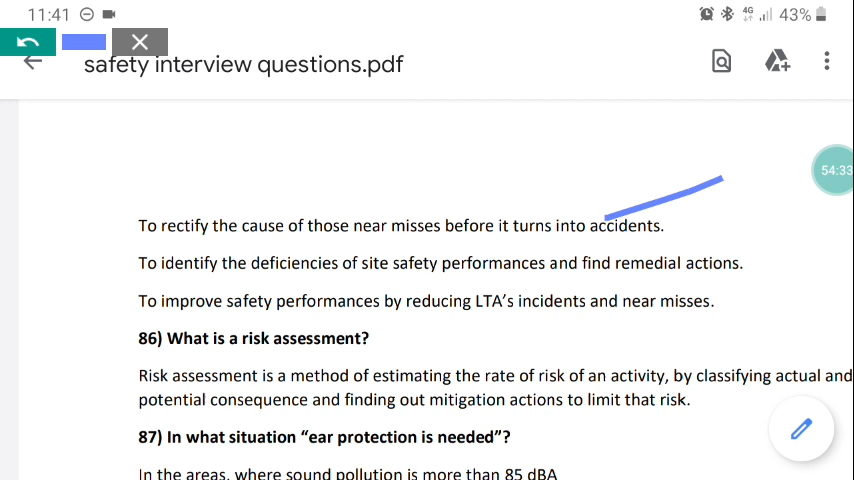 11:41 43%
4G
safety interview questions.pdf
54:33
To rectify the cause of those near misses before it turns into accidents.
To identify the deficiencies of site safety performances and find remedial actions.
To improve safety performances by reducing LTA's incidents and near misses.
86) What is a risk assessment?
Risk assessment is a method of estimating the rate of risk of an activity, by classifying actual and
potential consequence and finding out mitigation actions to limit that risk.
87) In what situation “ear protection is needed”?
In the areas, where sound pollution is more than 85 dBA